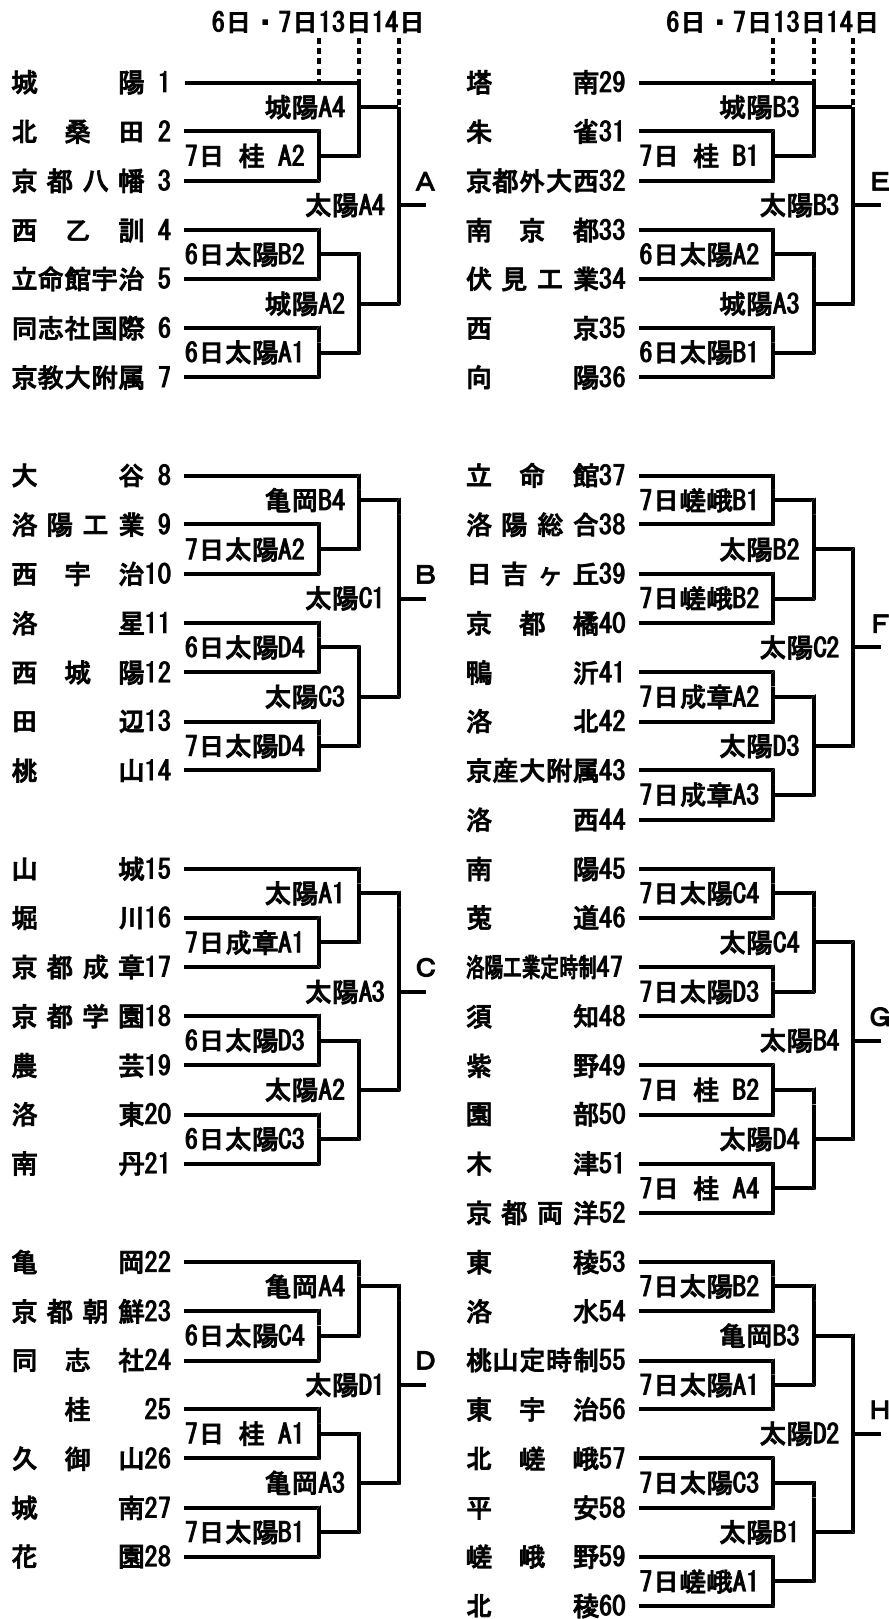 6日・7日13日14日
城陽 1
城陽A4
北桑田 2
7日 桂 A2
京都八幡 3
A
太陽A4
西乙訓 4
6日太陽B2
立命館宇治 5
城陽A2
同志社国際 6
6日太陽A1
京教大附属 7
大谷 8
亀岡B4
洛陽工業 9
7日太陽A2
西宇治10
B
太陽C1
洛星11
6日太陽D4
西城陽12
太陽C3
田辺13
7日太陽D4
桃山14
山城15
太陽A1
堀川16
7日成章A1
京都成章17
C
太陽A3
京都学園18
6日太陽D3
農芸19
太陽A2
洛東20
6日太陽C3
南丹21
亀岡22
亀岡A4
京都朝鮮23
6日太陽C4
同志社24
D
太陽D1
桂25
7日 桂 A1
久御山26
亀岡A3
城南27
7日太陽B1
花園28
6日・7日13日14日
塔南29
城陽B3
朱雀31
7日 桂 B1
京都外大西32
E
太陽B3
南京都33
6日太陽A2
伏見工業34
城陽A3
西京35
6日太陽B1
向陽36
立命館37
7日嵯峨B1
洛陽総合38
太陽B2
日吉ヶ丘39
7日嵯峨B2
京都橘40
F
太陽C2
鴨沂41
7日成章A2
洛北42
太陽D3
京産大附属43
7日成章A3
洛西44
南陽45
7日太陽C4
莵道46
太陽C4
洛陽工業定時制47
7日太陽D3
須知48
G
太陽B4
紫野49
7日 桂 B2
園部50
太陽D4
木津51
7日 桂 A4
京都両洋52
東稜53
7日太陽B2
洛水54
亀岡B3
桃山定時制55
7日太陽A1
東宇治56
H
太陽D2
北嵯峨57
7日太陽C3
平安58
太陽B1
嵯峨野59
7日嵯峨A1
北稜60